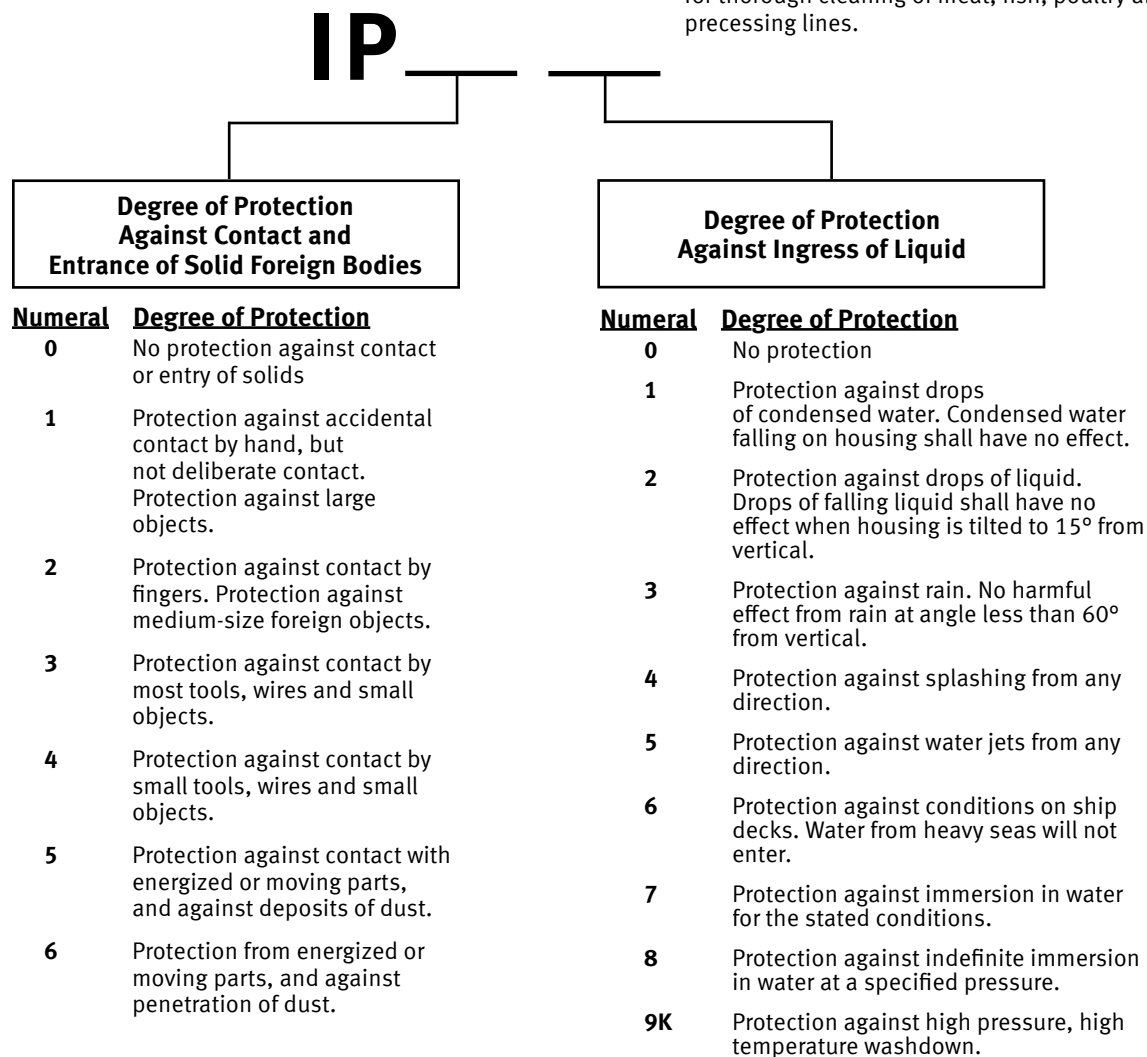 precessing lines.
IP
Degree of Protection
Against Contact and
Entrance of Solid Foreign Bodies
Numeral Degree of Protection
0 No protection against contact
or entry of solids
1 Protection against accidental
contact by hand, but
not deliberate contact.
Protection against large
objects.
2 Protection against contact by
fingers. Protection against
medium-size foreign objects.
3 Protection against contact by
most tools, wires and small
objects.
4 Protection against contact by
small tools, wires and small
objects.
5 Protection against contact with
energized or moving parts,
and against deposits of dust.
6 Protection from energized or
moving parts, and against
penetration of dust.
Degree of Protection
Against Ingress of Liquid
Numeral Degree of Protection
0 No protection
1 Protection against drops
of condensed water. Condensed water
falling on housing shall have no effect.
2 Protection against drops of liquid.
Drops of falling liquid shall have no
effect when housing is tilted to 15° from
vertical.
3 Protection against rain. No harmful
effect from rain at angle less than 60°
from vertical.
4 Protection against splashing from any
direction.
5 Protection against water jets from any
direction.
6 Protection against conditions on ship
decks. Water from heavy seas will not
enter.
7 Protection against immersion in water
for the stated conditions.
8 Protection against indefinite immersion
in water at a specified pressure.
9K Protection against high pressure, high
temperature washdown.